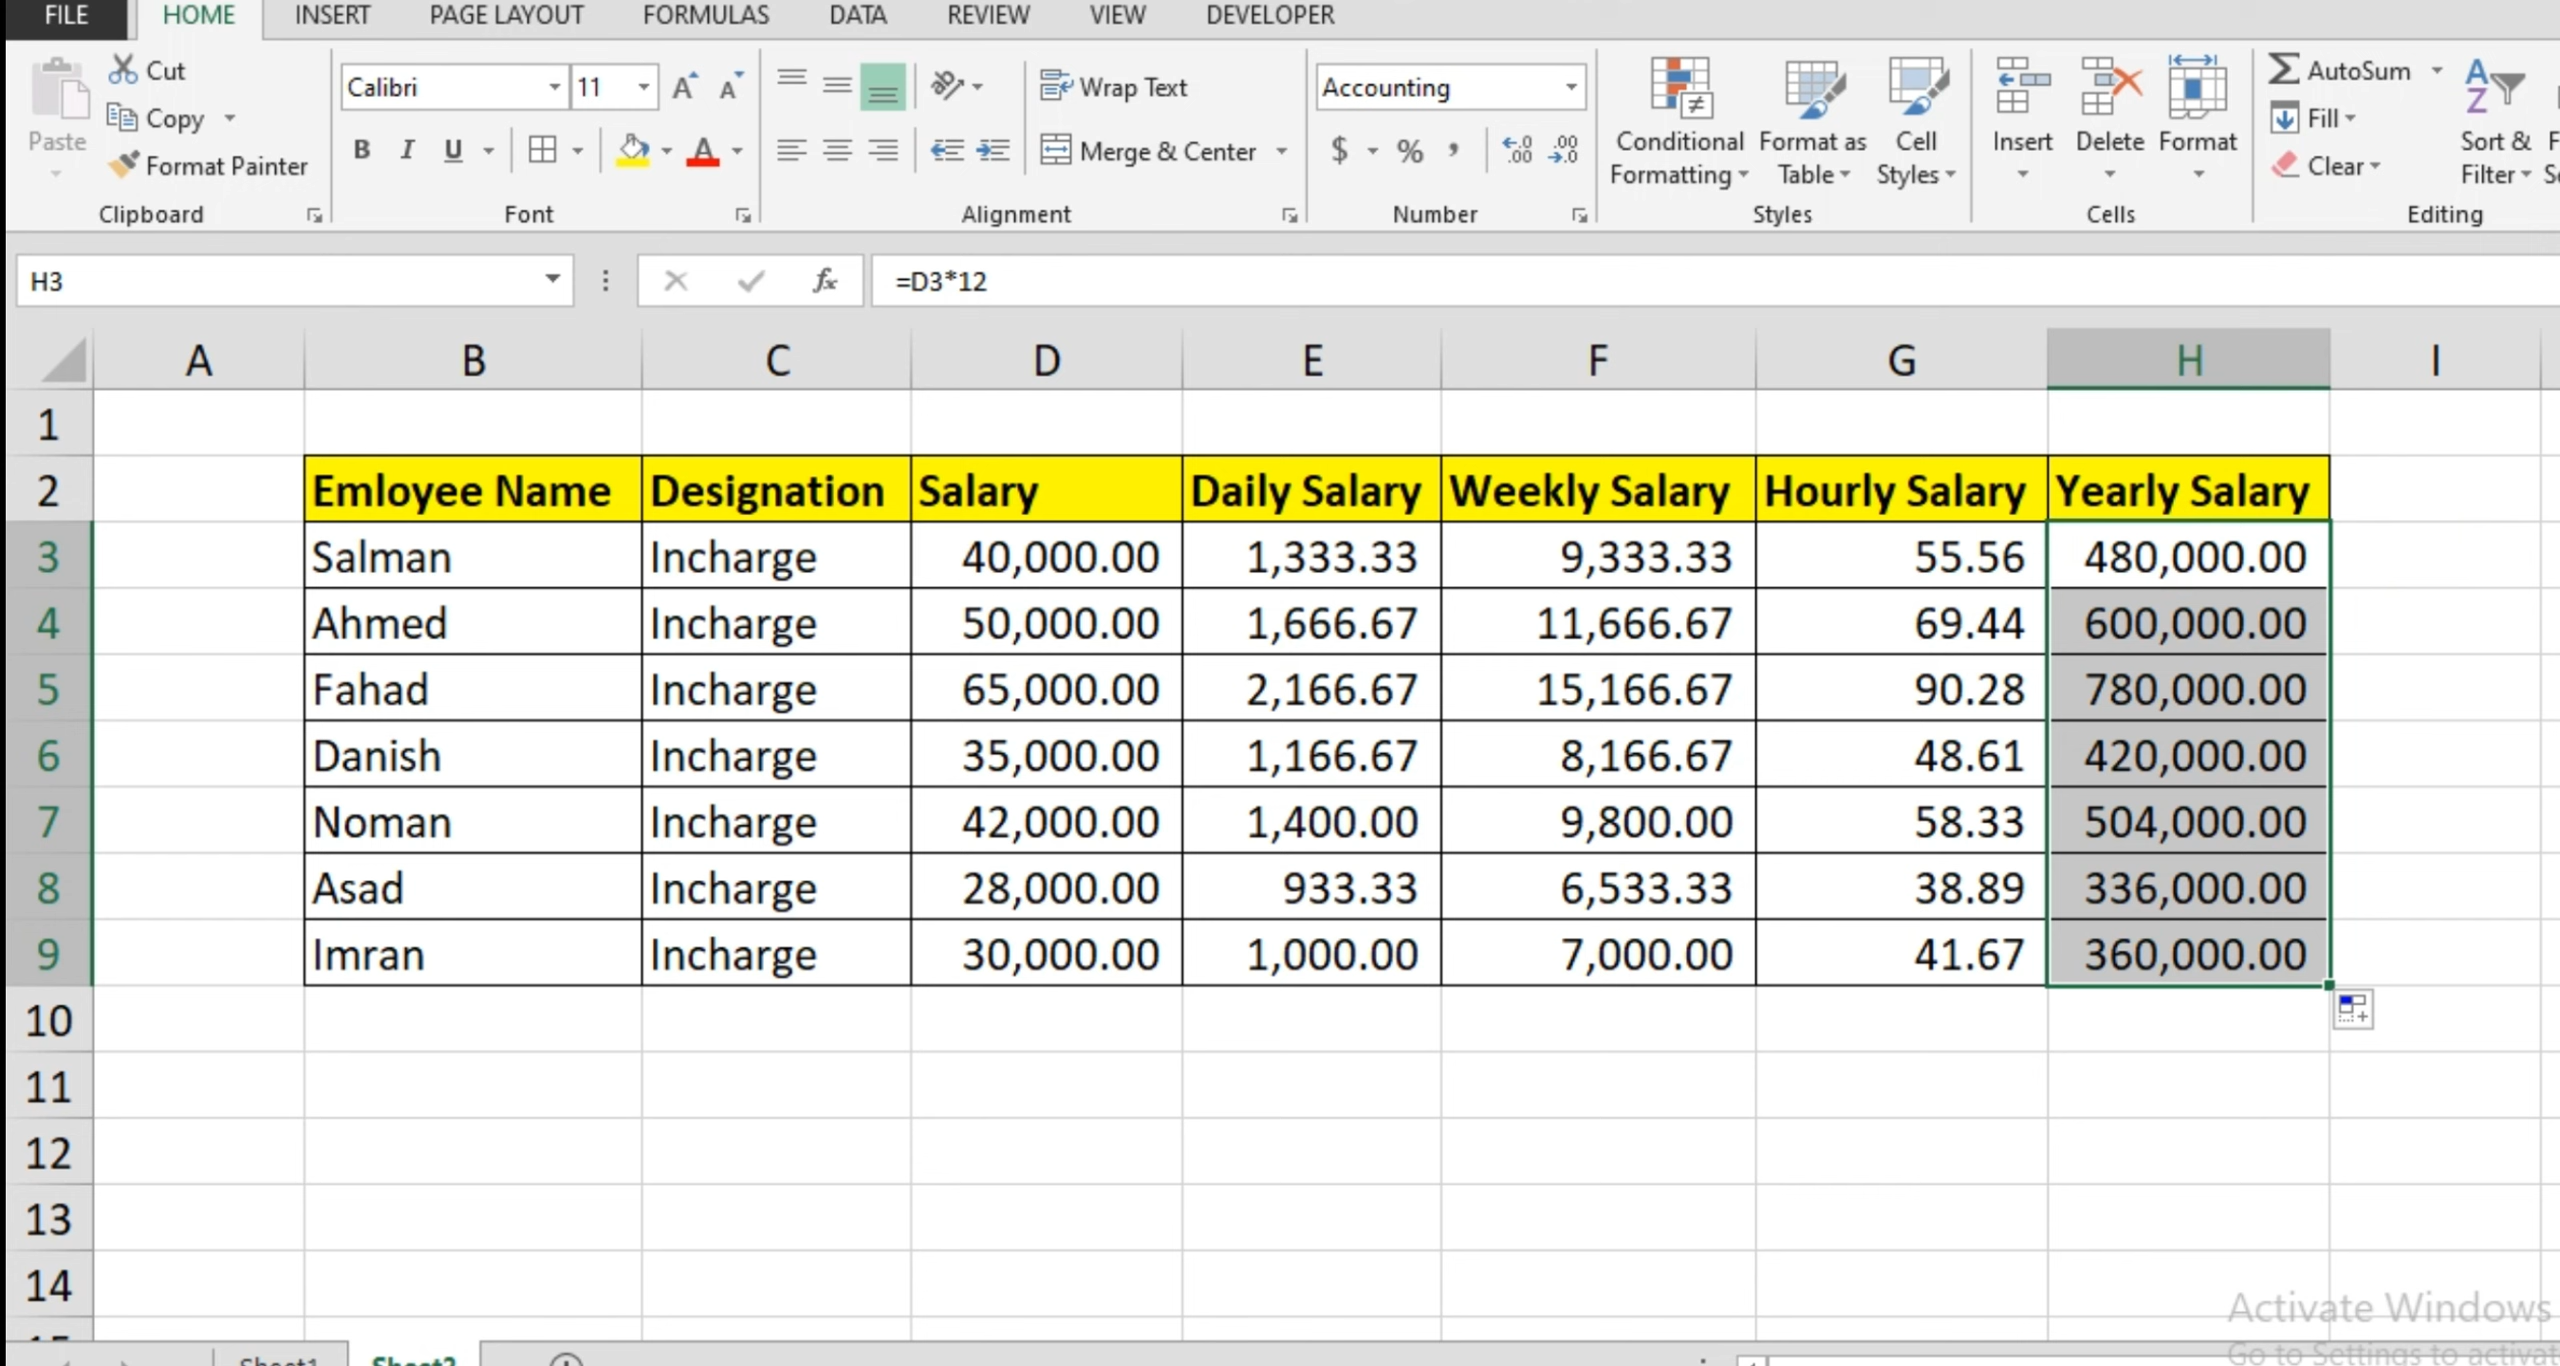 FILE HOME INSERT PAGE LAYOUT FORMULAS DATA REVIEW VIEW DEVELOPER
Paste Cut Copy Format Painter
Clipboard
Calibri 11 A A
B I U A
Font
Wrap Text
Merge & Center
Alignment
Accounting
$ % , .00 .00
Number
Conditional Formatting Format as Table Cell Styles
Styles
Insert Delete Format
Cells
AutoSum Fill Clear Sort & Filter
Editing
H3 fx =D3*12
A B C D E F G H I
1
2 Emloyee Name Designation Salary Daily Salary Weekly Salary Hourly Salary Yearly Salary
3 Salman Incharge 40,000.00 1,333.33 9,333.33 55.56 480,000.00
4 Ahmed Incharge 50,000.00 1,666.67 11,666.67 69.44 600,000.00
5 Fahad Incharge 65,000.00 2,166.67 15,166.67 90.28 780,000.00
6 Danish Incharge 35,000.00 1,166.67 8,166.67 48.61 420,000.00
7 Noman Incharge 42,000.00 1,400.00 9,800.00 58.33 504,000.00
8 Asad Incharge 28,000.00 933.33 6,533.33 38.89 336,000.00
9 Imran Incharge 30,000.00 1,000.00 7,000.00 41.67 360,000.00
10
11
12
13
14
Activate Windows
Go to Settings to activat
Sheet1